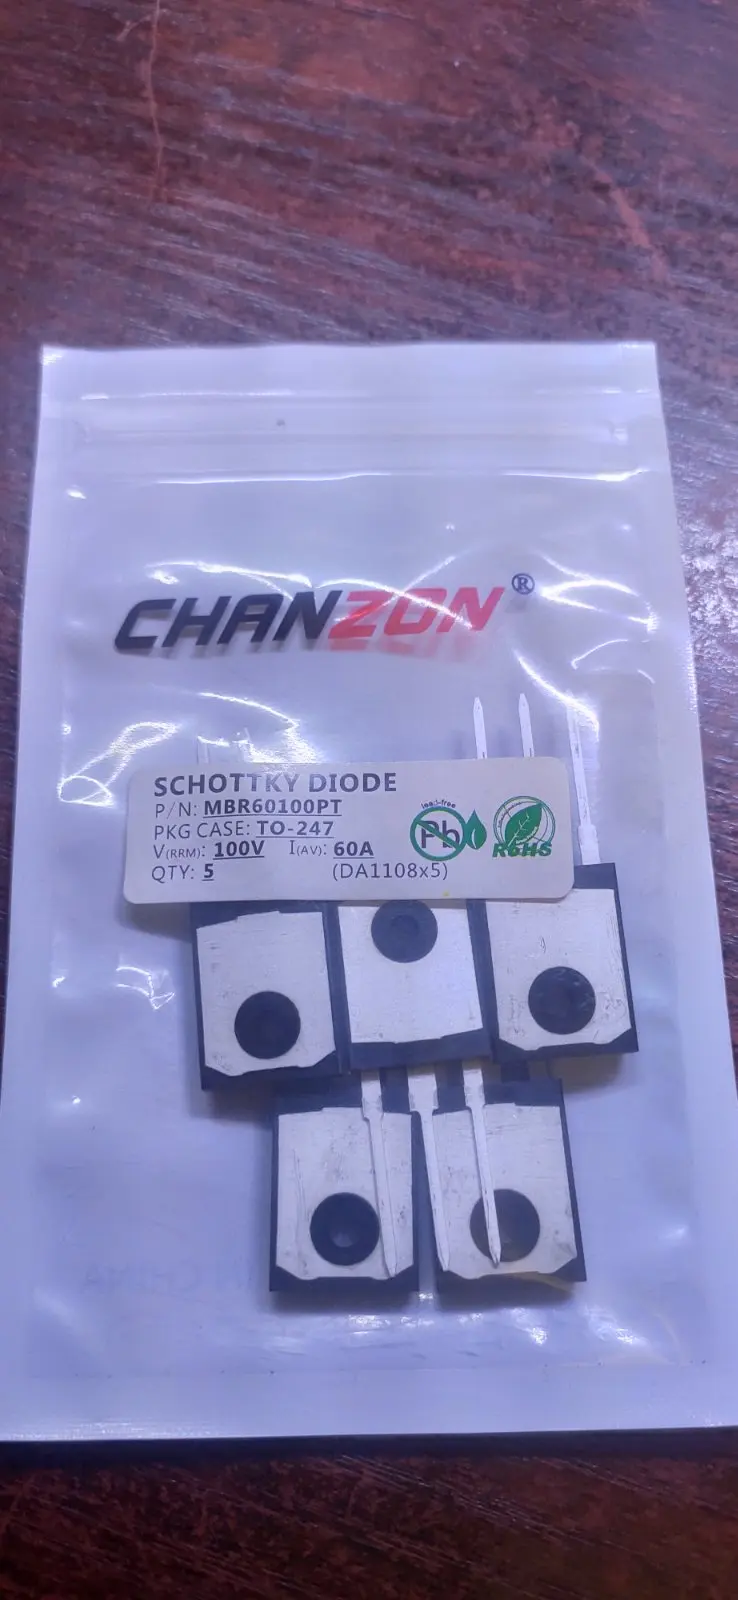 CHANZON®
SCHOTTKY DIODE
P/N: MBR60100PT
PKG CASE: TO-247
V(RRM): 100V I(AV): 60A
QTY: 5 (DA1108x5)
lead-free
Pb
RoHS